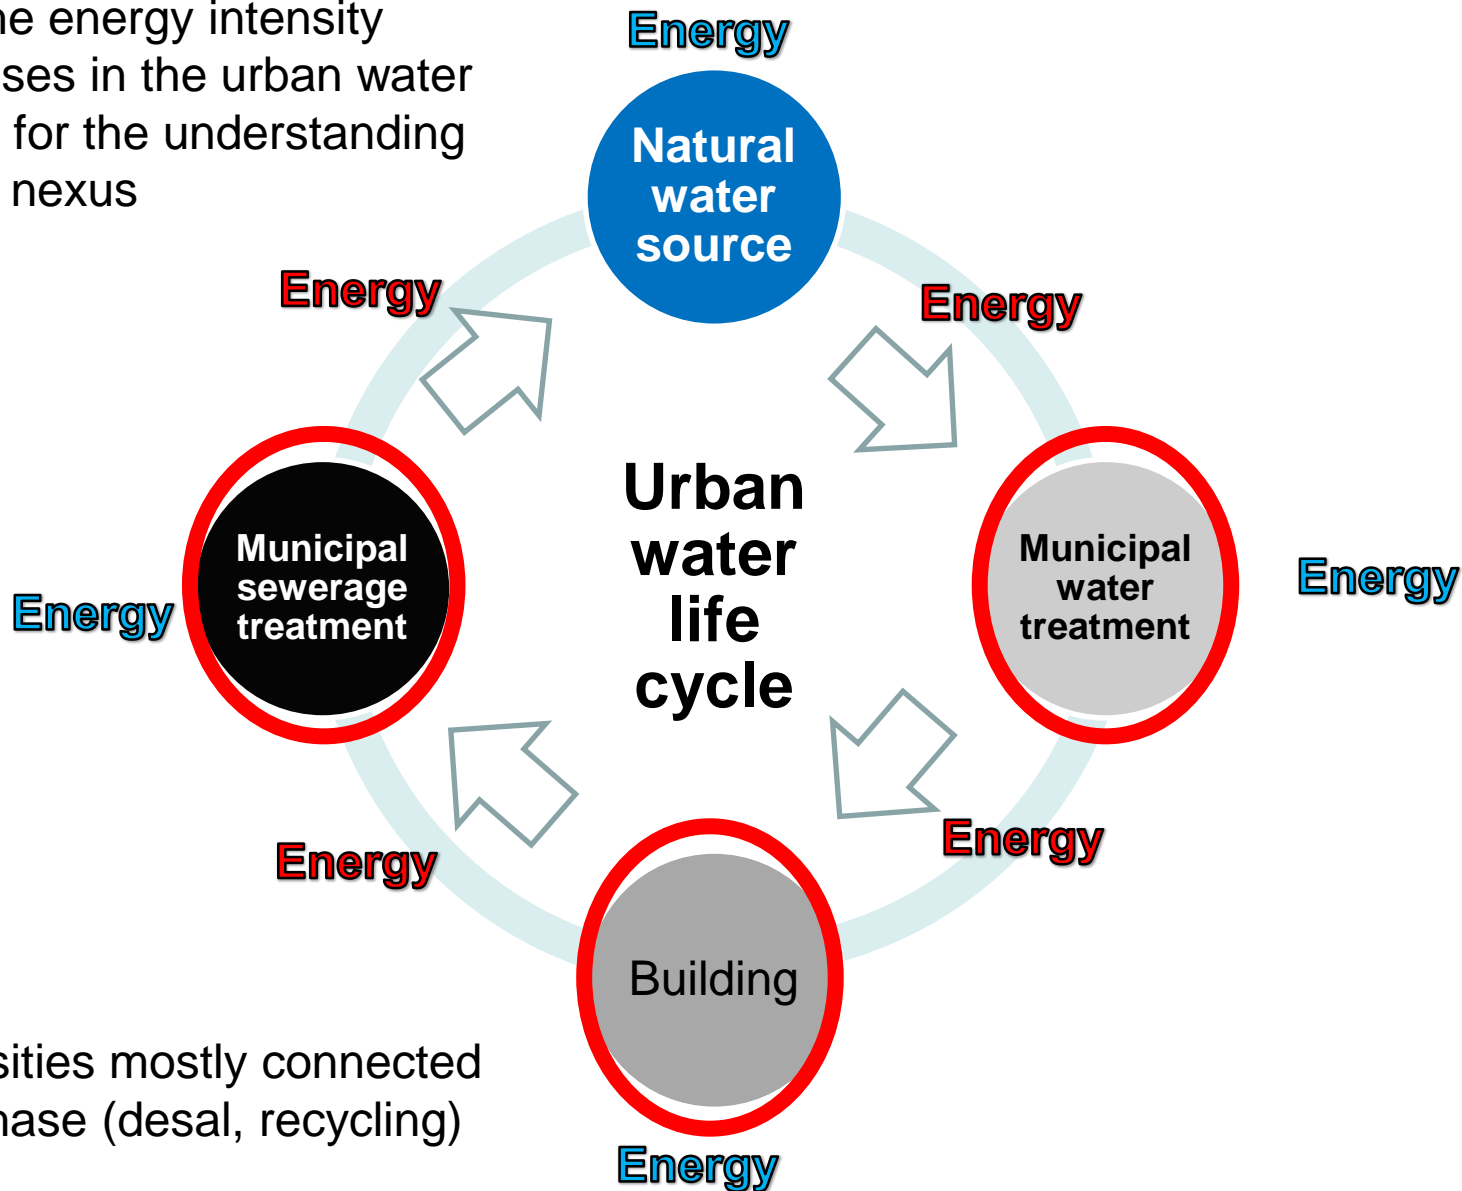 he energy intensity
ses in the urban water
for the understanding
nexus
Energy
Natural
water
source
Energy
Energy
Urban
water
life
cycle
Municipal
sewerage
treatment
Municipal
water
treatment
Energy
Energy
Energy
Energy
Building
sities mostly connected
hase (desal, recycling)
Energy